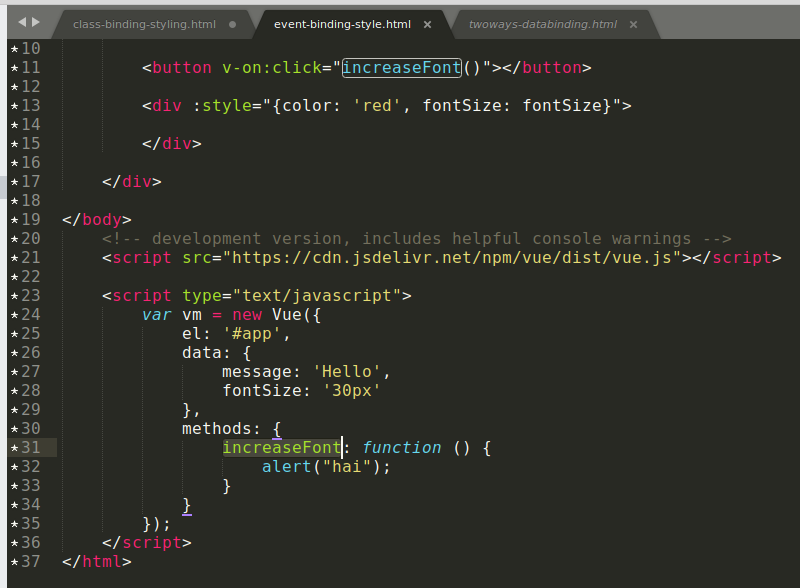 class-binding-styling.html
event-binding-style.html ×
twoways-databinding.html ×
*10
*11 <button v-on:click="increaseFont()"></button>
*12
*13 <div :style="{color: 'red', fontSize: fontSize}">
*14
*15 </div>
*16
*17 </div>
*18
*19 </body>
*20 <!-- development version, includes helpful console warnings -->
*21 <script src="https://cdn.jsdelivr.net/npm/vue/dist/vue.js"></script>
*22
*23 <script type="text/javascript">
*24 var vm = new Vue({
*25 el: '#app',
*26 data: {
*27 message: 'Hello',
*28 fontSize: '30px'
*29 },
*30 methods: {
*31 increaseFont: function () {
*32 alert("hai");
*33 }
*34 }
*35 });
*36 </script>
*37 </html>